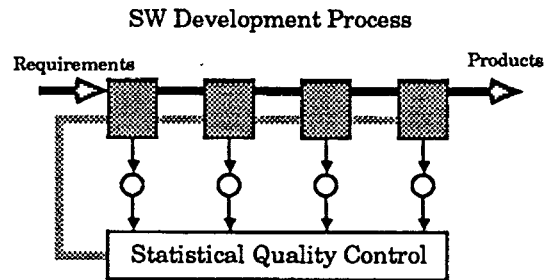 SW Development Process
Requirements
Products
Statistical Quality Control